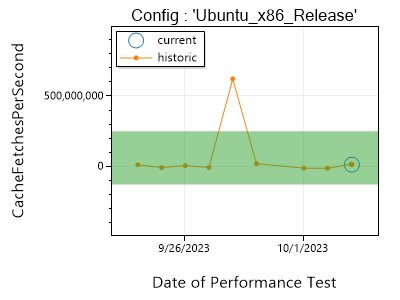 Config : 'Ubuntu_x86_Release'
current
historic
CacheFetchesPerSecond
500,000,000
0
9/26/2023
10/1/2023
Date of Performance Test